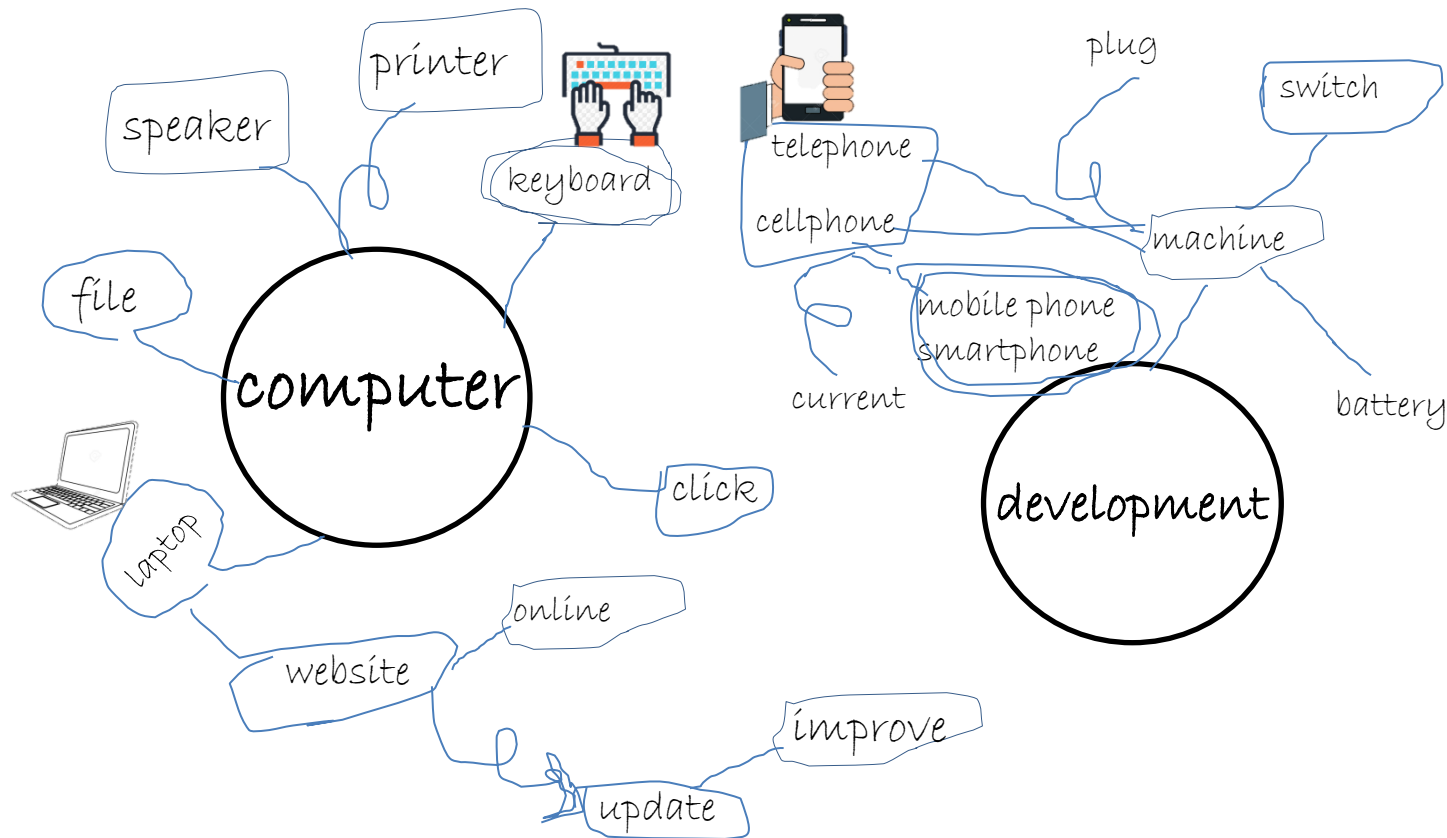 printer
speaker
keyboard
file
computer
click
laptop
online
website
improve
update
plug
switch
telephone
cellphone
machine
mobile phone
smartphone
current
battery
development